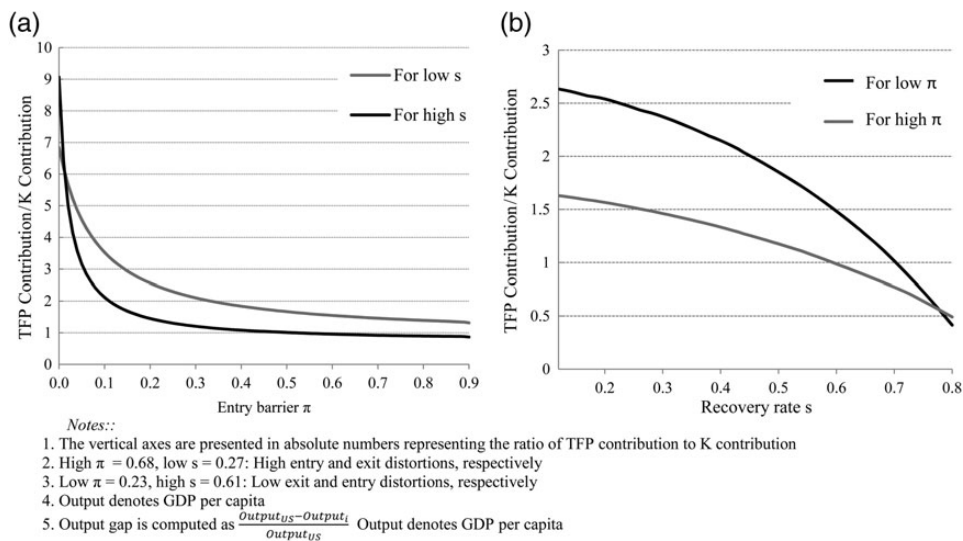 (a)
10
9
8
7
6
5
4
3
2
1
0
TFP Contribution/K Contribution
For low s
For high s
0.0 0.1 0.2 0.3 0.4 0.5 0.6 0.7 0.8 0.9
Entry barrier π
(b)
3
2.5
2
1.5
1
0.5
0
TFP Contribution/K Contribution
For low π
For high π
0.2 0.3 0.4 0.5 0.6 0.7 0.8
Recovery rate s
Notes::
1. The vertical axes are presented in absolute numbers representing the ratio of TFP contribution to K contribution
2. High π = 0.68, low s = 0.27: High entry and exit distortions, respectively
3. Low π = 0.23, high s = 0.61: Low exit and entry distortions, respectively
4. Output denotes GDP per capita
5. Output gap is computed as (Output_US−Output_i)/Output_US Output denotes GDP per capita